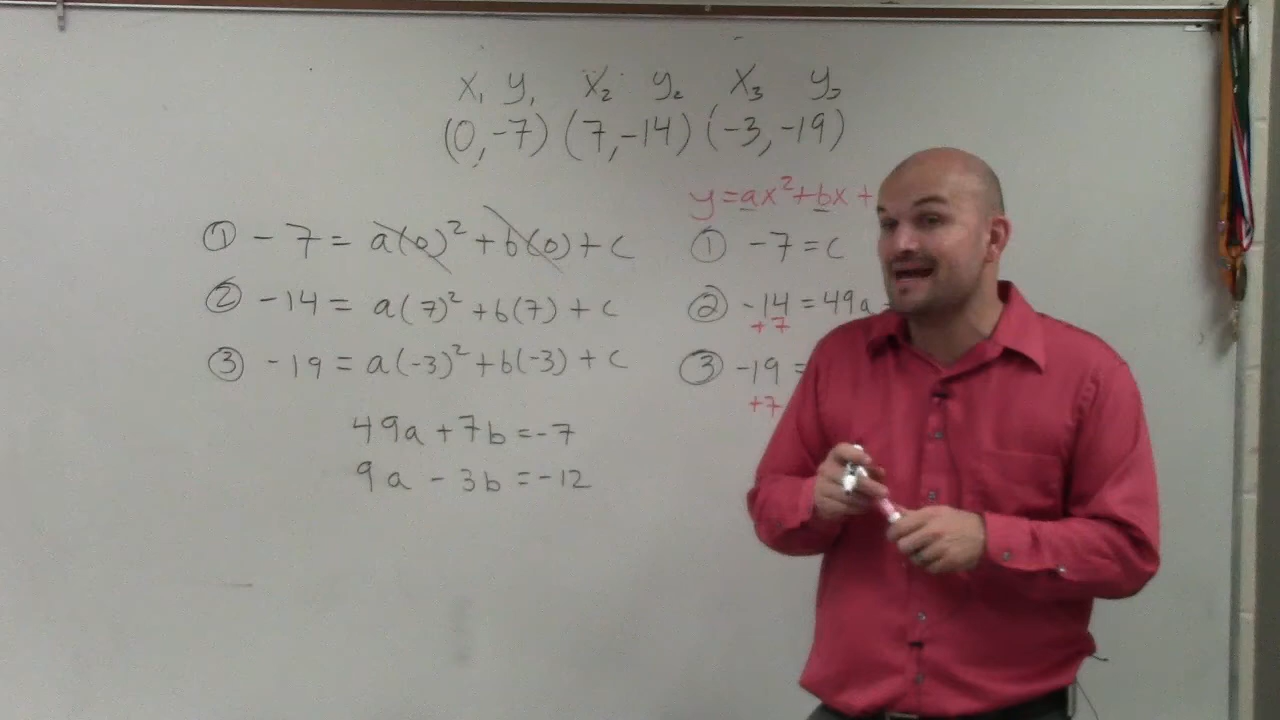 x₁ y₁ x₂ y₂ x₃ y₃
(0,-7) (7,-14) (-3,-19)
y=ax²+bx+
① -7 = a(0)² + b(0) + c
① -7 = c
② -14 = a(7)² + b(7) + c
② -14 = 49a -
+7
③ -19 = a(-3)² + b(-3) + c
③ -19 =
+7
49a + 7b = -7
9a - 3b = -12